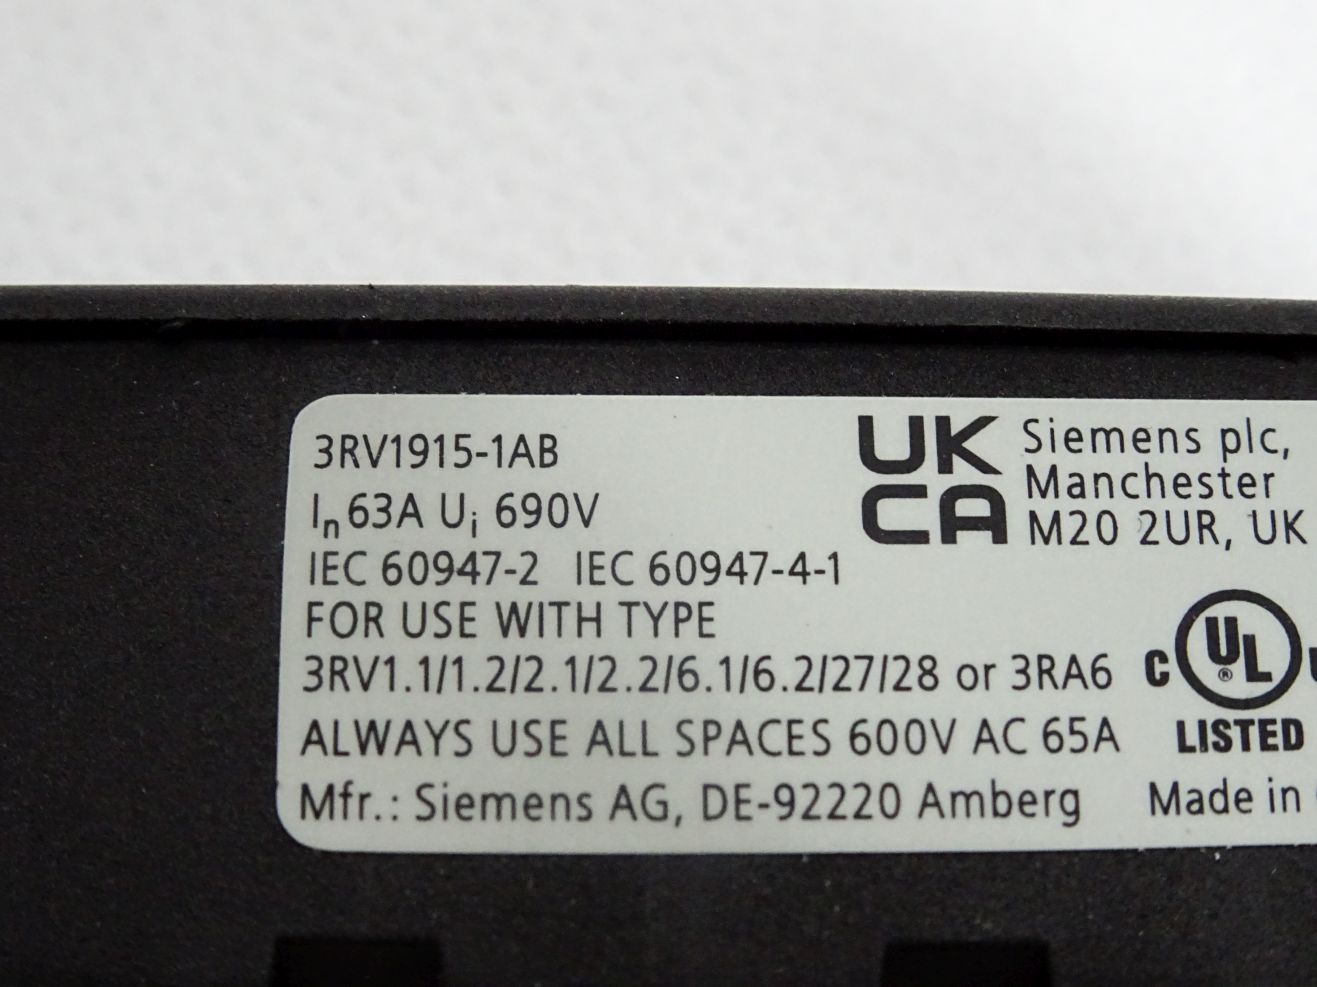 3RV1915-1AB
In 63A Ui 690V
IEC 60947-2 IEC 60947-4-1
FOR USE WITH TYPE
3RV1.1/1.2/2.1/2.2/6.1/6.2/27/28 or 3RA6
ALWAYS USE ALL SPACES 600V AC 65A
Mfr.: Siemens AG, DE-92220 Amberg
UK
CA
Siemens plc,
Manchester
M20 2UR, UK
C UL ®
LISTED
Made in